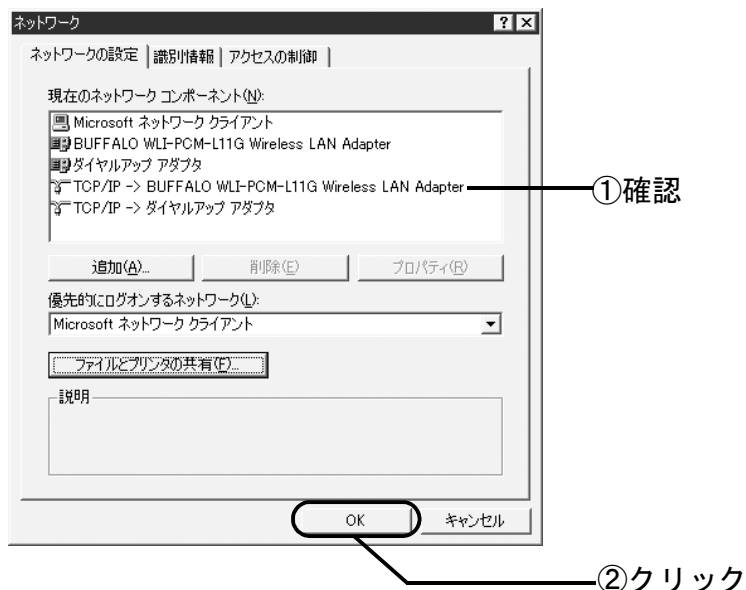 ネットワーク
ネットワークの設定 識別情報 アクセスの制御
現在のネットワーク コンポーネント(N):
Microsoft ネットワーク クライアント
BUFFALO WLI-PCM-L11G Wireless LAN Adapter
ダイヤルアップ アダプタ
TCP/IP -> BUFFALO WLI-PCM-L11G Wireless LAN Adapter
①確認
TCP/IP -> ダイヤルアップ アダプタ
追加(A)... 削除(E) プロパティ(R)
優先的にログオンするネットワーク(L):
Microsoft ネットワーク クライアント
ファイルとプリンタの共有(F)...
説明
OK キャンセル
②クリック